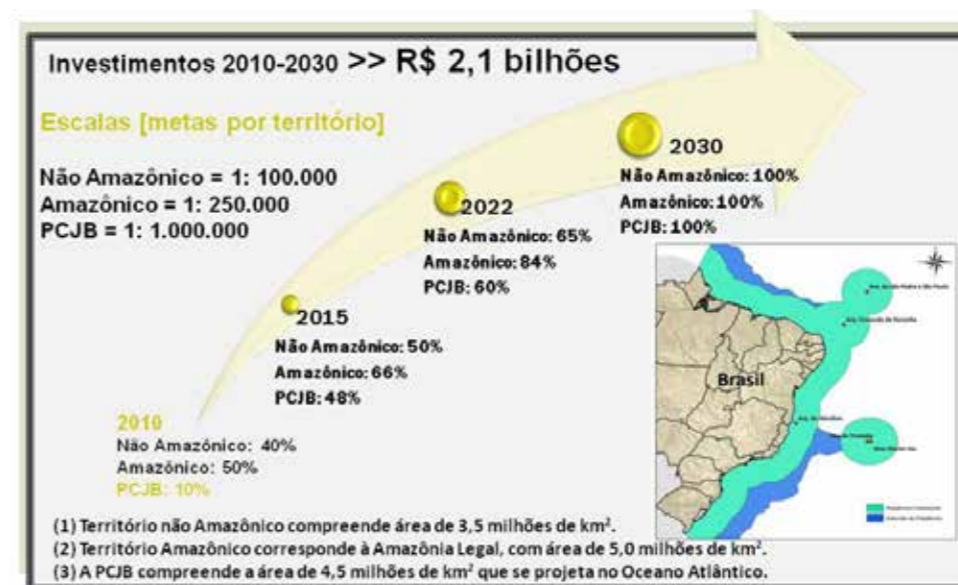 Investimentos 2010-2030 >> R$ 2,1 bilhões
Escalas [metas por território]
Não Amazônico = 1: 100.000
Amazônico = 1: 250.000
PCJB = 1: 1.000.000
2030
Não Amazônico: 100%
Amazônico: 100%
PCJB: 100%
2022
Não Amazônico: 65%
Amazônico: 84%
PCJB: 60%
2015
Não Amazônico: 50%
Amazônico: 66%
PCJB: 48%
2010
Não Amazônico: 40%
Amazônico: 50%
PCJB: 10%
Brasil
(1) Território não Amazônico compreende área de 3,5 milhões de km².
(2) Território Amazônico corresponde à Amazônia Legal, com área de 5,0 milhões de km².
(3) A PCJB compreende a área de 4,5 milhões de km² que se projeta no Oceano Atlântico.